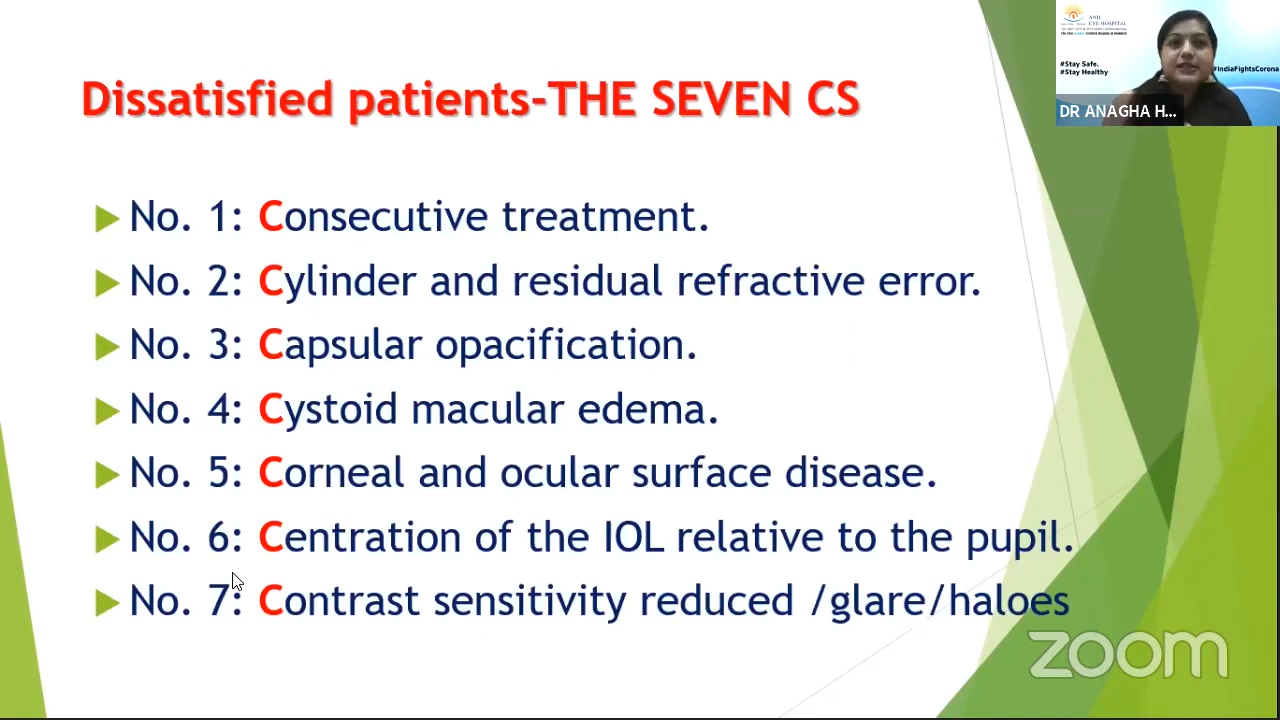 Dissatisfied patients-THE SEVEN CS
No. 1: Consecutive treatment.
No. 2: Cylinder and residual refractive error.
No. 3: Capsular opacification.
No. 4: Cystoid macular edema.
No. 5: Corneal and ocular surface disease.
No. 6: Centration of the IOL relative to the pupil.
No. 7: Contrast sensitivity reduced /glare/haloes
EYE HOSPITAL
#Stay Safe.
#Stay Healthy
#IndiaFightsCorona
DR ANAGHA H...
zoom